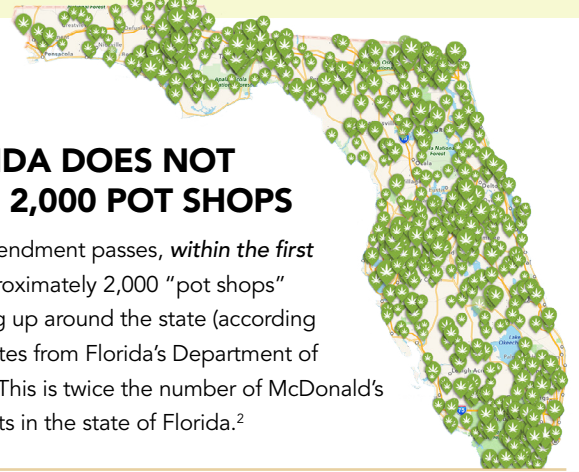 IDA DOES NOT
2,000 POT SHOPS
endment passes, within the first
roximately 2,000 “pot shops”
g up around the state (according
tes from Florida’s Department of
This is twice the number of McDonald’s
ts in the state of Florida.2